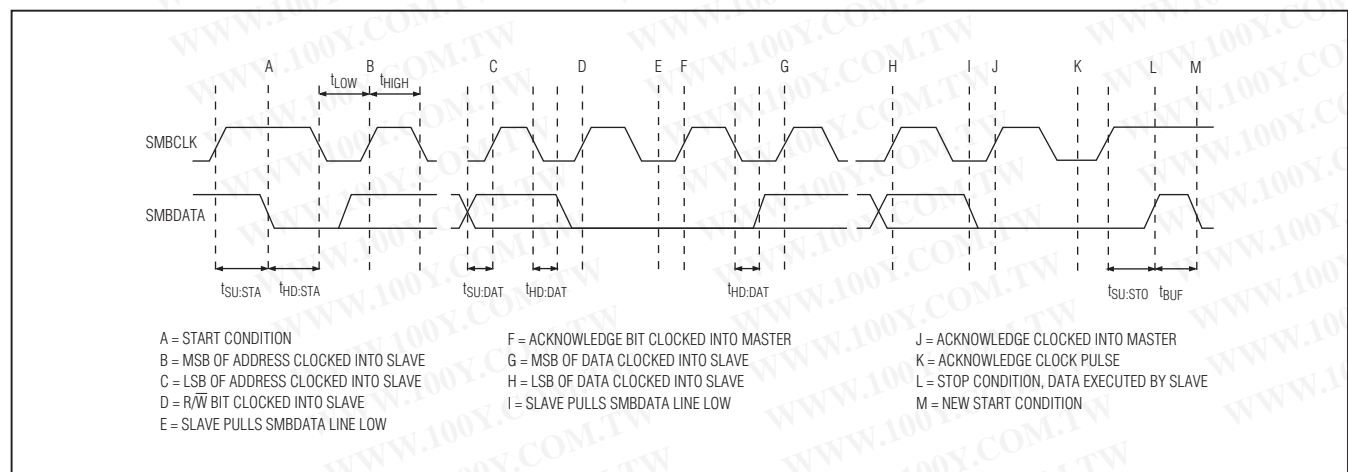 A B C D E F G H I J K L M
tLOW tHIGH
SMBCLK
SMBDATA
tSU:STA tHD:STA tSU:DAT tHD:DAT tHD:DAT tSU:STO tBUF
A = START CONDITION
B = MSB OF ADDRESS CLOCKED INTO SLAVE
C = LSB OF ADDRESS CLOCKED INTO SLAVE
D = R/W̅ BIT CLOCKED INTO SLAVE
E = SLAVE PULLS SMBDATA LINE LOW
F = ACKNOWLEDGE BIT CLOCKED INTO MASTER
G = MSB OF DATA CLOCKED INTO SLAVE
H = LSB OF DATA CLOCKED INTO SLAVE
I = SLAVE PULLS SMBDATA LINE LOW
J = ACKNOWLEDGE CLOCKED INTO MASTER
K = ACKNOWLEDGE CLOCK PULSE
L = STOP CONDITION, DATA EXECUTED BY SLAVE
M = NEW START CONDITION
WWW.100Y.COM.TW